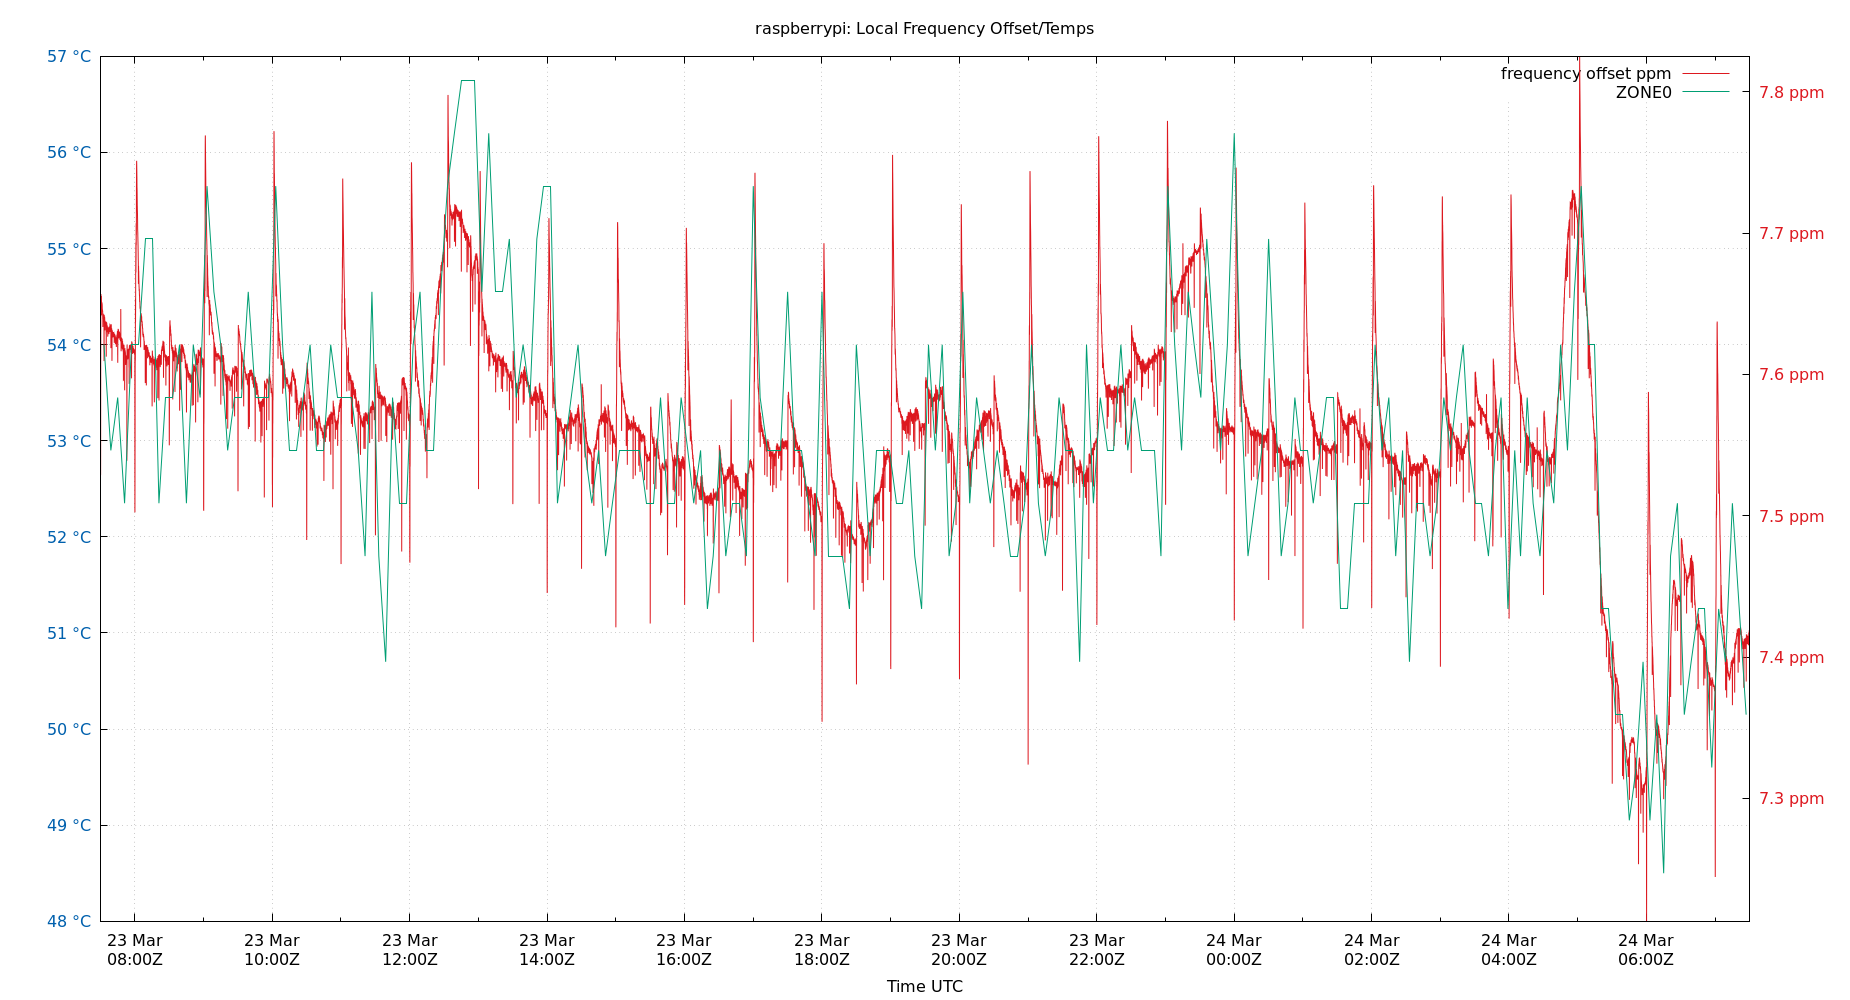 raspberrypi: Local Frequency Offset/Temps
frequency offset ppm
ZONE0
57 °C
56 °C
55 °C
54 °C
53 °C
52 °C
51 °C
50 °C
49 °C
48 °C
7.8 ppm
7.7 ppm
7.6 ppm
7.5 ppm
7.4 ppm
7.3 ppm
23 Mar
08:00Z
23 Mar
10:00Z
23 Mar
12:00Z
23 Mar
14:00Z
23 Mar
16:00Z
23 Mar
18:00Z
23 Mar
20:00Z
23 Mar
22:00Z
24 Mar
00:00Z
24 Mar
02:00Z
24 Mar
04:00Z
24 Mar
06:00Z
Time UTC